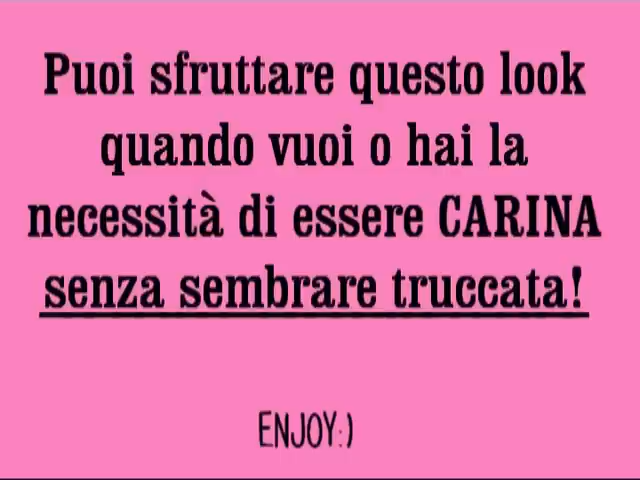 Puoi sfruttare questo look
quando vuoi o hai la
necessità di essere CARINA
senza sembrare truccata!
ENJOY:)